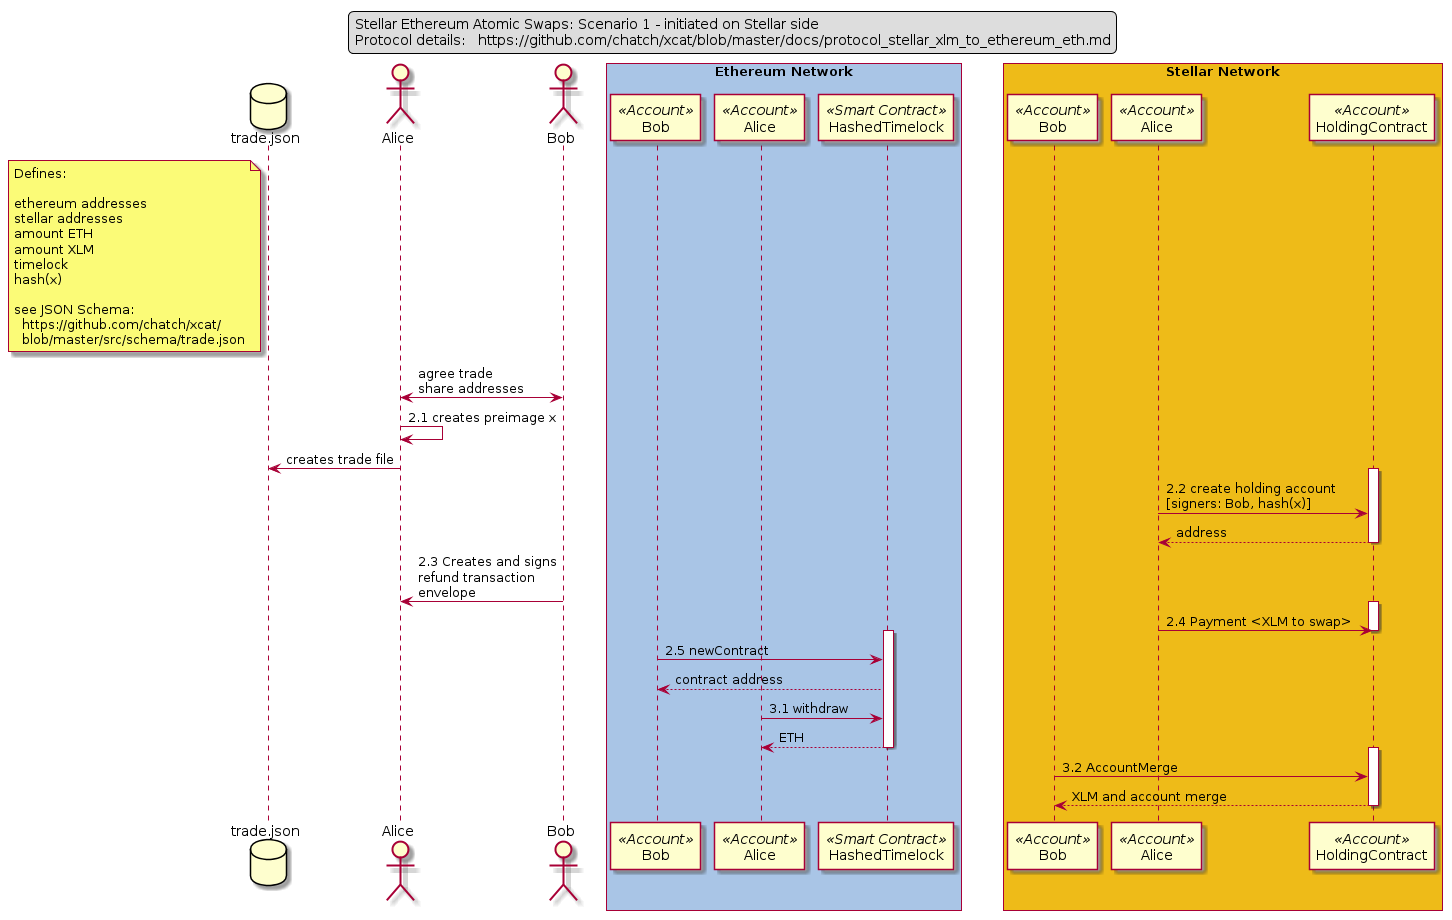 Stellar Ethereum Atomic Swaps: Scenario 1 - initiated on Stellar side
Protocol details:   https://github.com/chatch/xcat/blob/master/docs/protocol_stellar_xlm_to_ethereum_eth.md
Ethereum Network
Stellar Network
trade.json
Alice
Bob
«Account»
Bob
«Account»
Alice
«Smart Contract»
HashedTimelock
«Account»
Bob
«Account»
Alice
«Account»
HoldingContract
Defines:
ethereum addresses
stellar addresses
amount ETH
amount XLM
timelock
hash(x)
see JSON Schema:
https://github.com/chatch/xcat/
blob/master/src/schema/trade.json
agree trade
share addresses
2.1 creates preimage x
creates trade file
2.2 create holding account
[signers: Bob, hash(x)]
address
2.3 Creates and signs
refund transaction
envelope
2.4 Payment <XLM to swap>
2.5 newContract
contract address
3.1 withdraw
ETH
3.2 AccountMerge
XLM and account merge
trade.json
Alice
Bob
«Account»
Bob
«Account»
Alice
«Smart Contract»
HashedTimelock
«Account»
Bob
«Account»
Alice
«Account»
HoldingContract